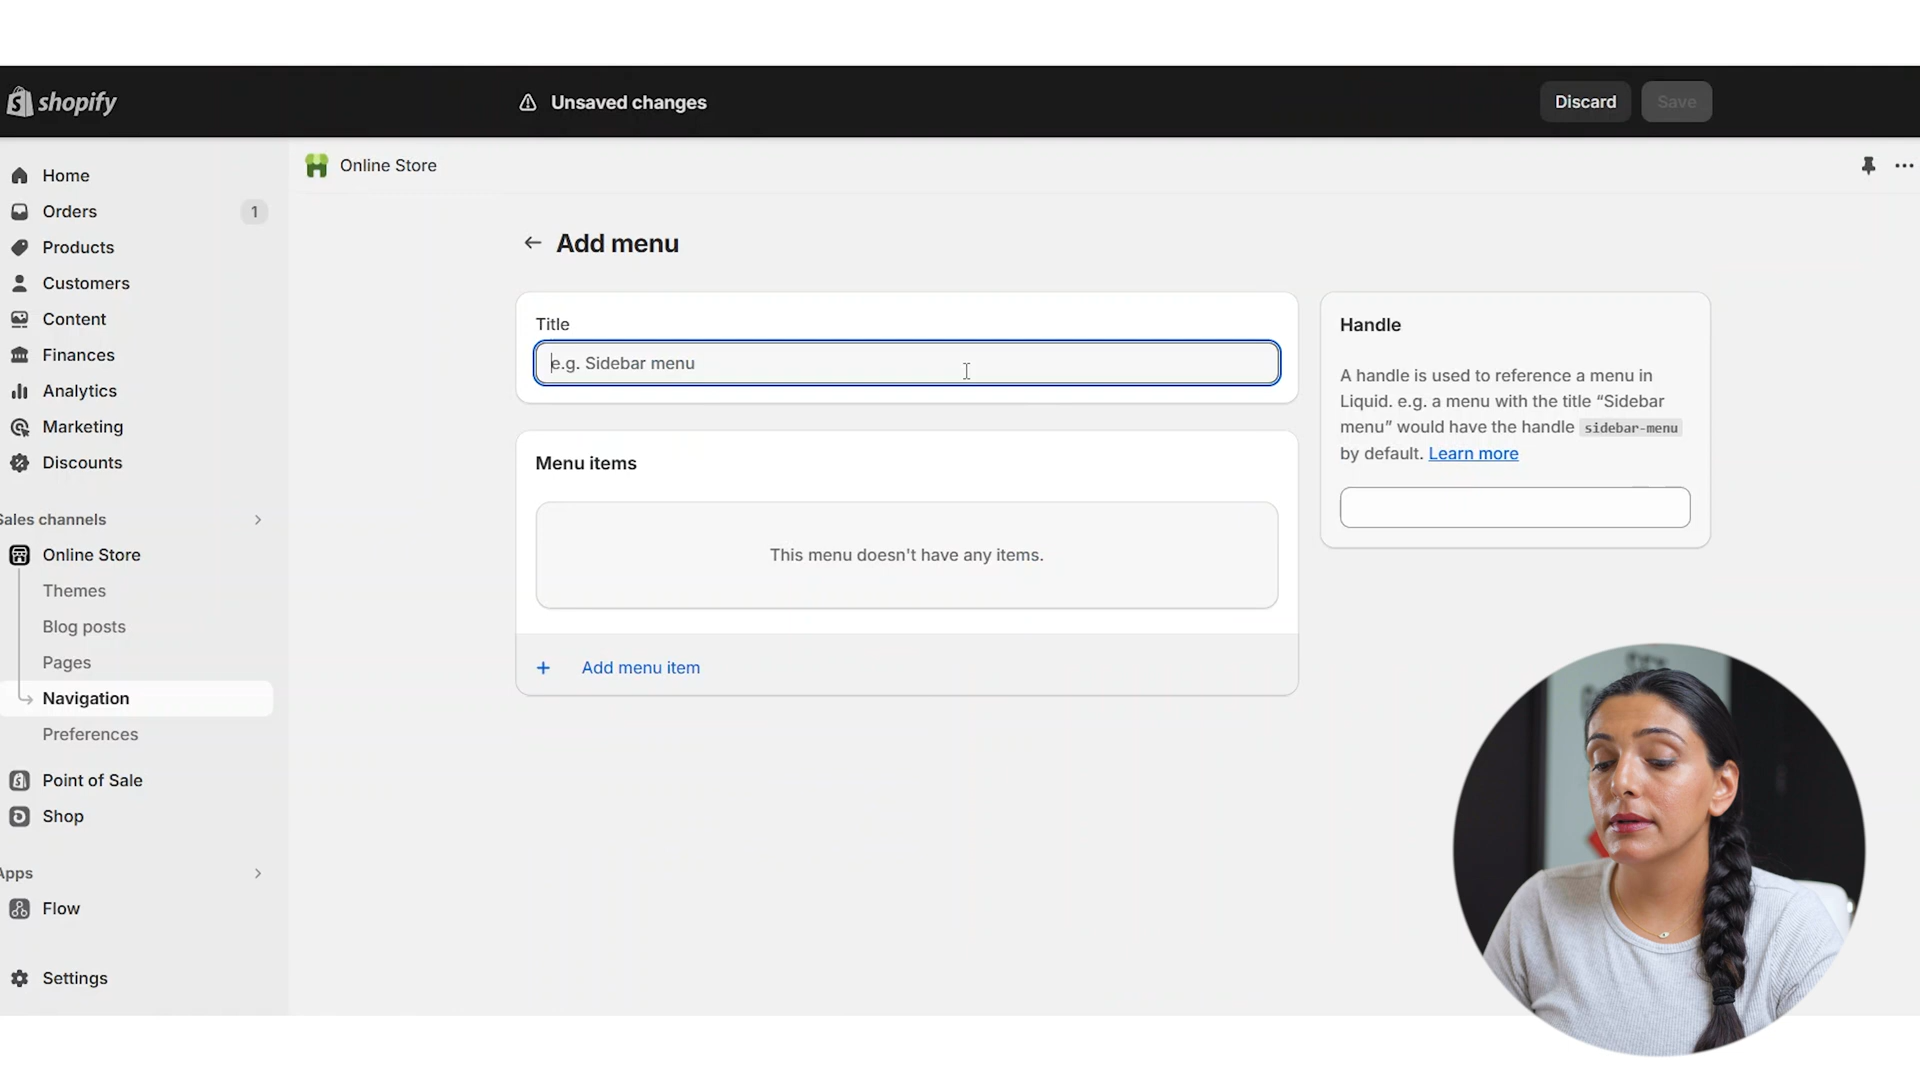 shopify
Unsaved changes
Discard
Save
Home
Orders
1
Products
Customers
Content
Finances
Analytics
Marketing
Discounts
Sales channels
Online Store
Themes
Blog posts
Pages
Navigation
Preferences
Point of Sale
Shop
Apps
Flow
Settings
Online Store
Add menu
Title
e.g. Sidebar menu
Menu items
This menu doesn't have any items.
+ Add menu item
Handle
A handle is used to reference a menu in
Liquid. e.g. a menu with the title “Sidebar
menu” would have the handle sidebar-menu
by default. Learn more